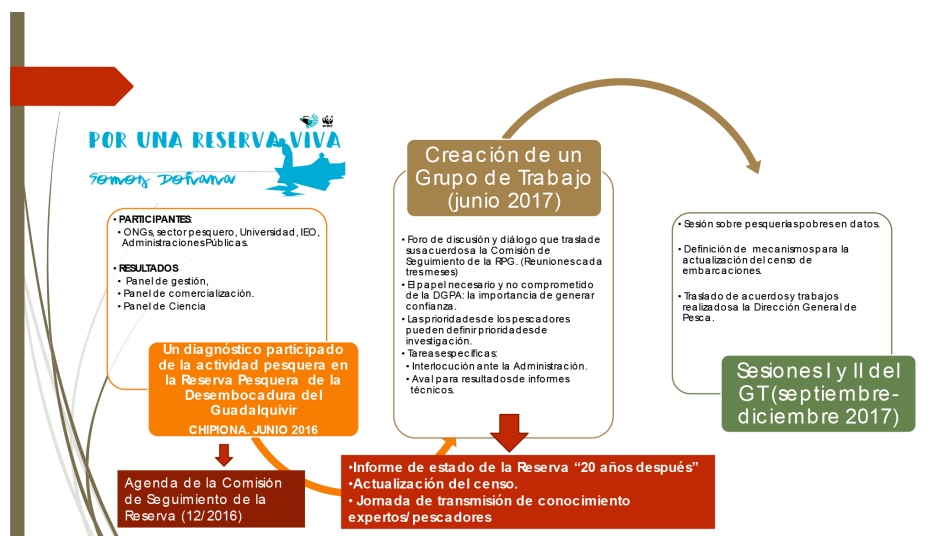 POR UNA RESERVA VIVA
Somos Doñana
WWF
• PARTICIPANTES:
• ONGs, sector pesquero, Universidad, IEO,
Administraciones Públicas.
• RESULTADOS
• Panel de gestión,
• Panel de comercialización.
• Panel de Ciencia
Un diagnóstico participado
de la actividad pesquera en
la Reserva Pesquera de la
Desembocadura del
Guadalquivir
CHIPIONA. JUNIO 2016
Agenda de la Comisión
de Seguimiento de la
Reserva (12/2016)
Creación de un
Grupo de Trabajo
(junio 2017)
• Foro de discusión y diálogo que traslade
sus acuerdos a la Comisión de
Seguimiento de la RPG. (Reuniones cada
tres meses)
• El papel necesario y no comprometido
de la DGPA: la importancia de generar
confianza.
• Las prioridades de los pescadores
pueden definir prioridades de
investigación.
• Tareas específicas:
• Interlocución ante la Administración.
• Aval para resultados de informes
técnicos.
•Informe de estado de la Reserva “20 años después”
•Actualización del censo.
• Jornada de transmisión de conocimiento
expertos/pescadores
• Sesión sobre pesquerías pobres en datos.
• Definición de mecanismos para la
actualización del censo de
embarcaciones.
• Traslado de acuerdos y trabajos
realizados a la Dirección General de
Pesca.
Sesiones I y II del
GT(septiembre-
diciembre 2017)